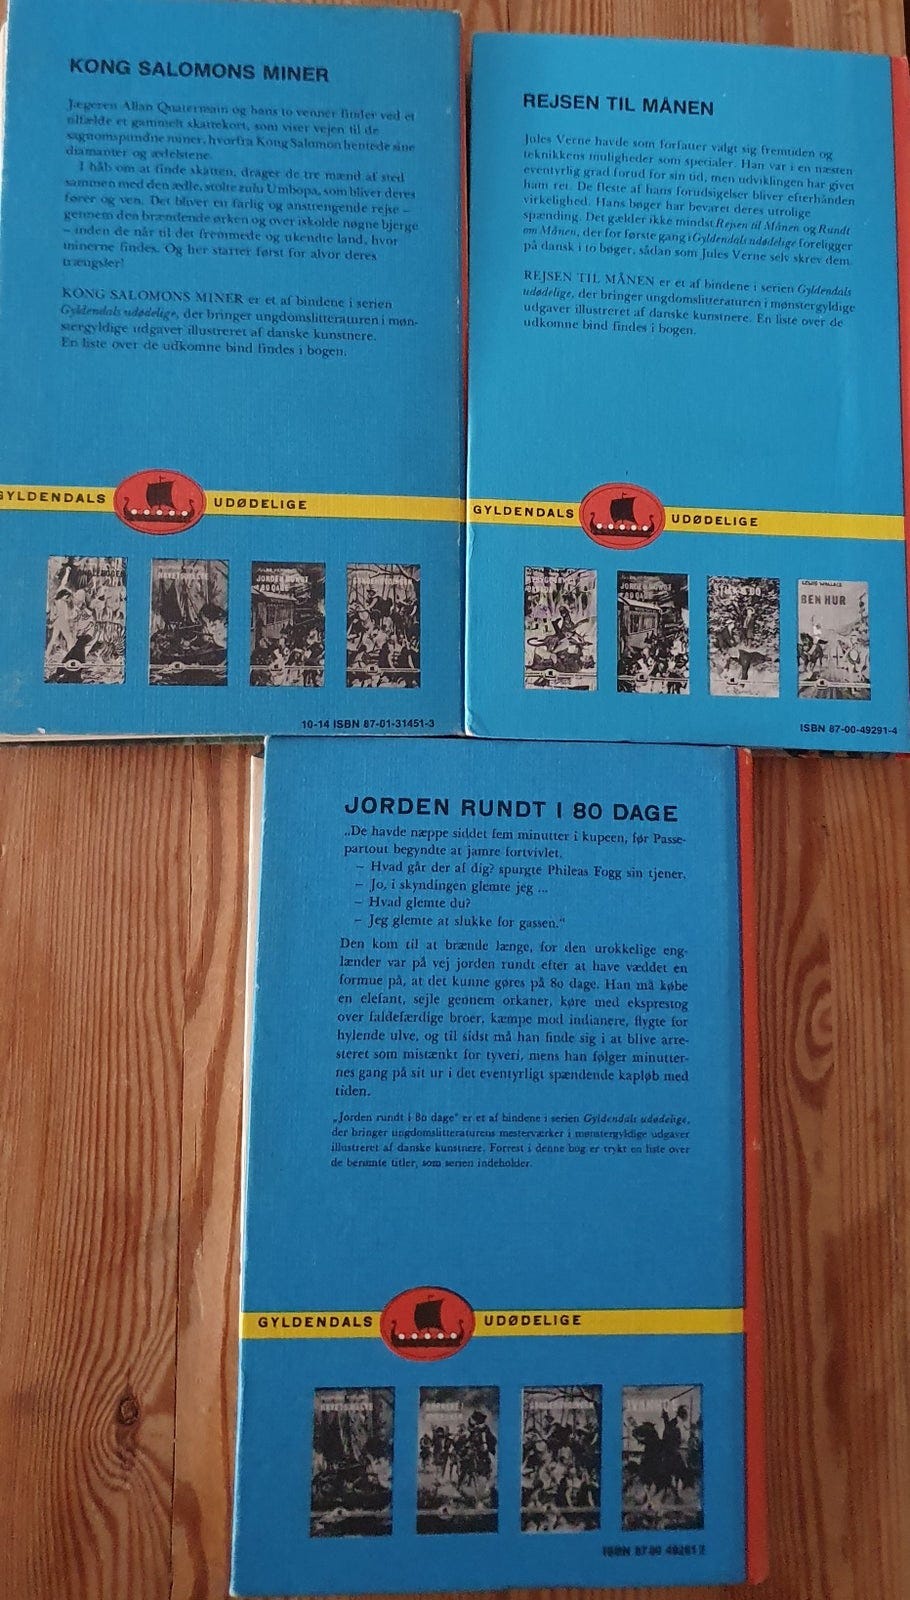 KONG SALOMONS MINER
Jægeren Allan Quatermain og hans to venner finder ved et
tilfælde et gammelt skattekort, som viser vejen til de
sagnomspundne miner, hvorfra Kong Salomon hentede sine
diamanter og ædelstene.
I håb om at finde skatten, drager de tre mænd af sted
sammen med den ædle, stolte zulu Umbopa, som bliver deres
fører og ven. Det bliver en farlig og anstrengende rejse –
gennem den brændende ørken og over iskolde nøgne bjerge
– inden de når til det fremmede og ukendte land, hvor
minerne findes. Og her starter først for alvor deres
trængsler!
KONG SALOMONS MINER er et af bindene i serien
Gyldendals udødelige, der bringer ungdomslitteraturen i møn-
stergyldige udgaver illustreret af danske kunstnere.
En liste over de udkomne bind findes i bogen.
GYLDENDALS UDØDELIGE
JORDEN RUNDT
I 80 DAGE
10-14 ISBN 87-01-31451-3
REJSEN TIL MÅNEN
Jules Verne havde som forfatter valgt sig fremtiden og
teknikkens muligheder som specialer. Han var i en næsten
eventyrlig grad forud for sin tid, men udviklingen har givet
ham ret. De fleste af hans forudsigelser bliver efterhånden
virkelighed. Hans bøger har bevaret deres utrolige
spænding. Det gælder ikke mindst Rejsen til Månen og Rundt
om Månen, der for første gang i Gyldendals udødelige foreligger
på dansk i to bøger, sådan som Jules Verne selv skrev dem.
REJSEN TIL MÅNEN er et af bindene i serien Gyldendals
udødelige, der bringer ungdomslitteraturen i mønstergyldige
udgaver illustreret af danske kunstnere. En liste over de
udkomne bind findes i bogen.
GYLDENDALS UDØDELIGE
JORDEN RUNDT
I 80 DAGE
LEWIS WALLACE
BEN HUR
ISBN 87-00-49291-4
JORDEN RUNDT I 80 DAGE
„De havde næppe siddet fem minutter i kupeen, før Passe-
partout begyndte at jamre fortvivlet.
– Hvad går der af dig? spurgte Phileas Fogg sin tjener.
– Jo, i skyndingen glemte jeg ...
– Hvad glemte du?
– Jeg glemte at slukke for gassen.“
Den kom til at brænde længe, for den urokkelige eng-
lænder var på vej jorden rundt efter at have væddet en
formue på, at det kunne gøres på 80 dage. Han må købe
en elefant, sejle gennem orkaner, køre med eksprestog
over faldefærdige broer, kæmpe mod indianere, flygte for
hylende ulve, og til sidst må han finde sig i at blive arre-
steret som mistænkt for tyveri, mens han følger minutter-
nes gang på sit ur i det eventyrligt spændende kapløb med
tiden.
„Jorden rundt i 80 dage“ er et af bindene i serien Gyldendals udødelige,
der bringer ungdomslitteraturens mesterværker i mønstergyldige udgaver
illustreret af danske kunstnere. Forrest i denne bog er trykt en liste over
de berømte titler, som serien indeholder.
GYLDENDALS UDØDELIGE
IVANHOE
ISBN 87-00